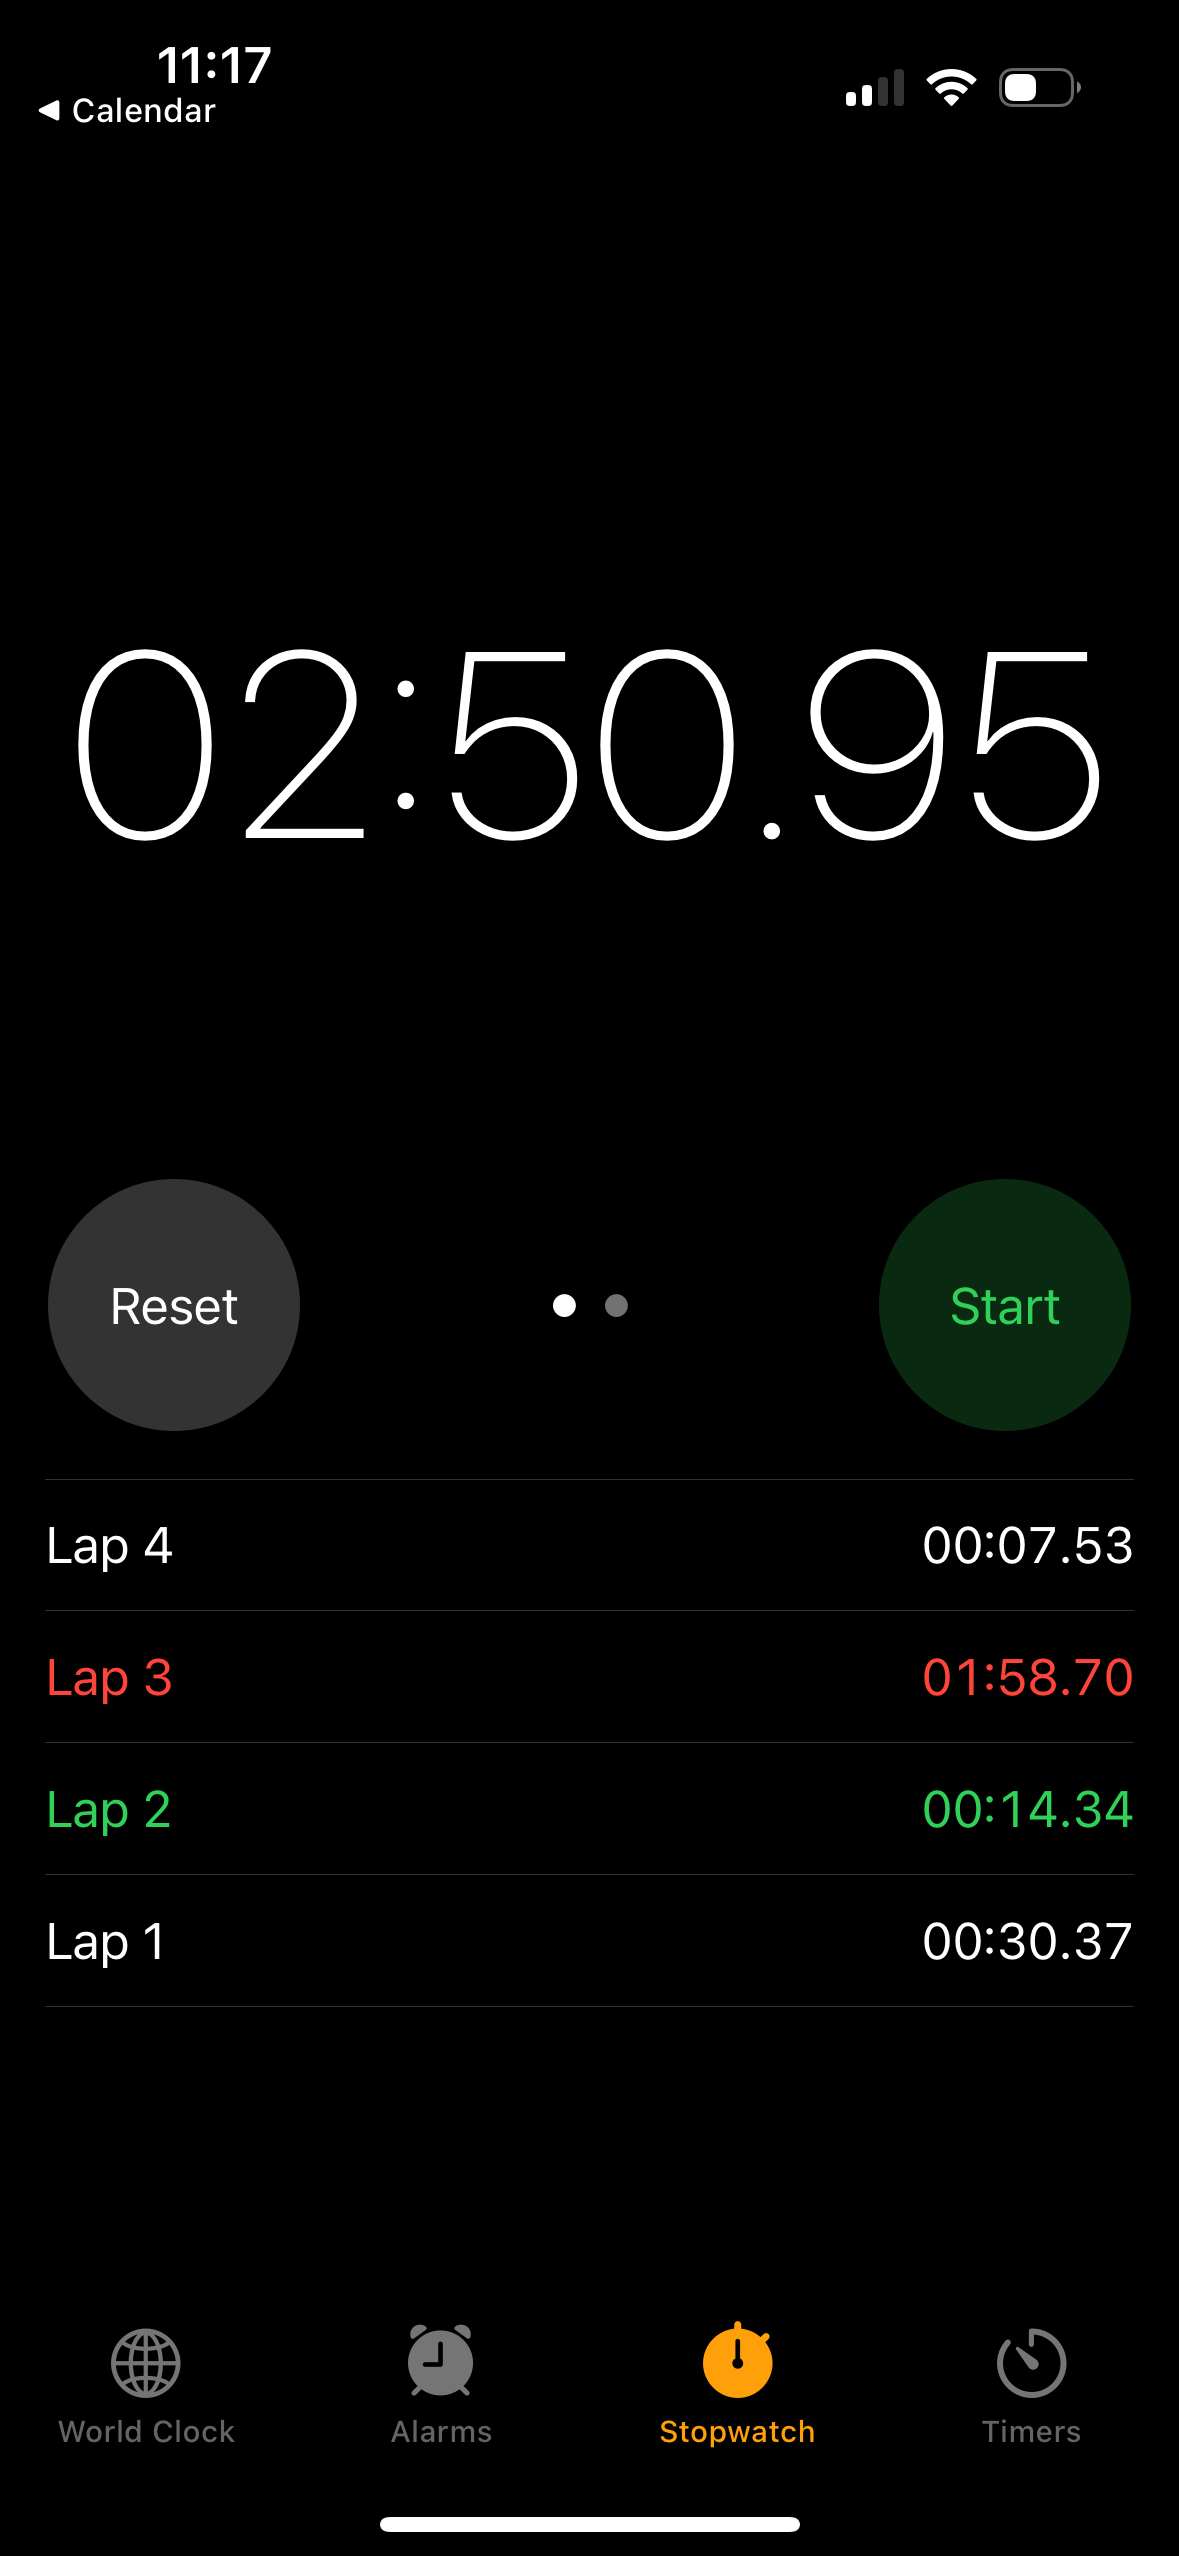 11:17
Calendar
02:50.95
Reset
Start
Lap 4 00:07.53
Lap 3 01:58.70
Lap 2 00:14.34
Lap 1 00:30.37
World Clock Alarms Stopwatch Timers